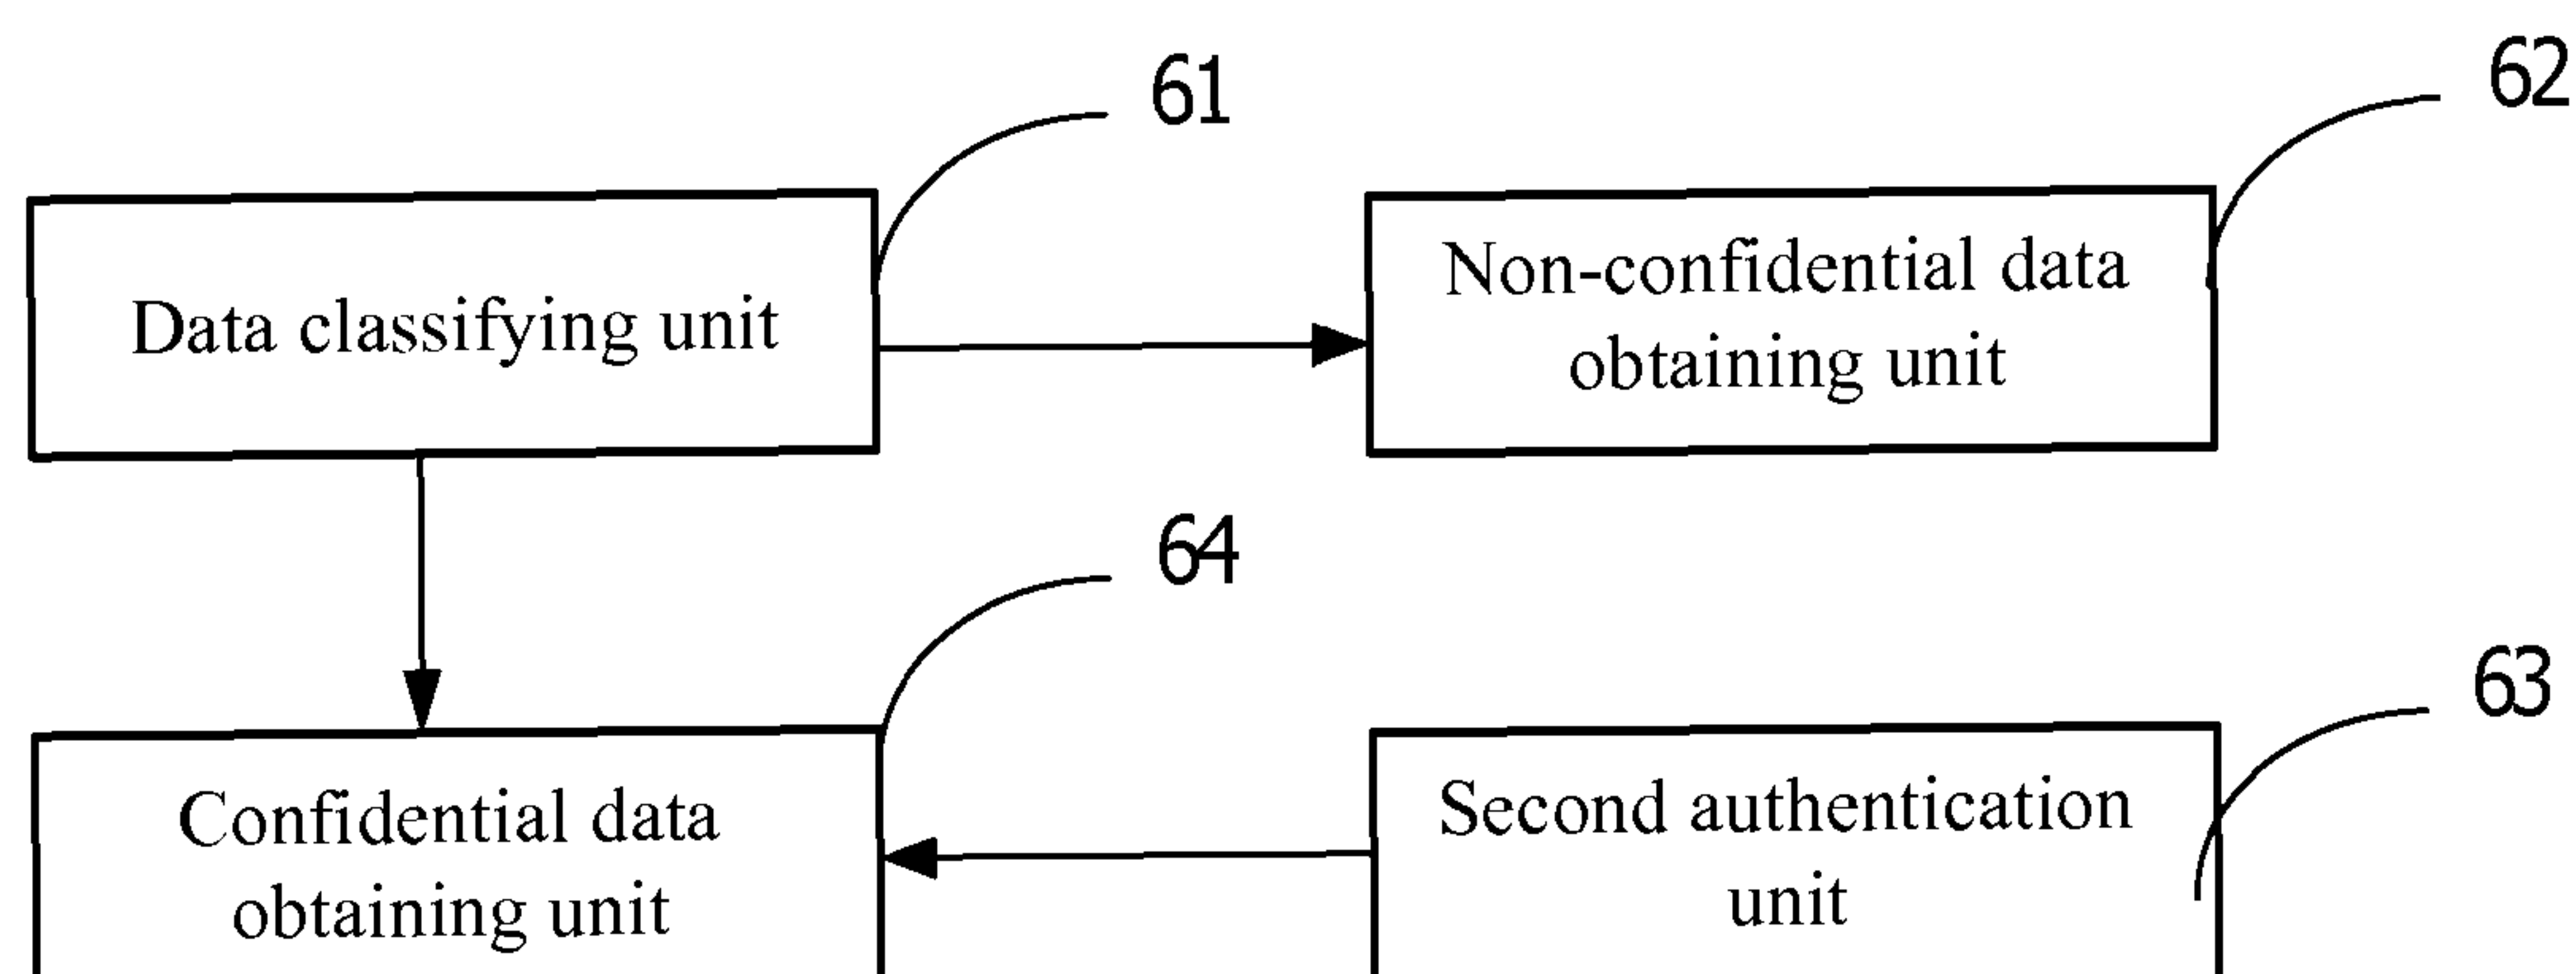 61
62
Data classifying unit
Non-confidential data
obtaining unit
64
63
Confidential data
obtaining unit
Second authentication
unit